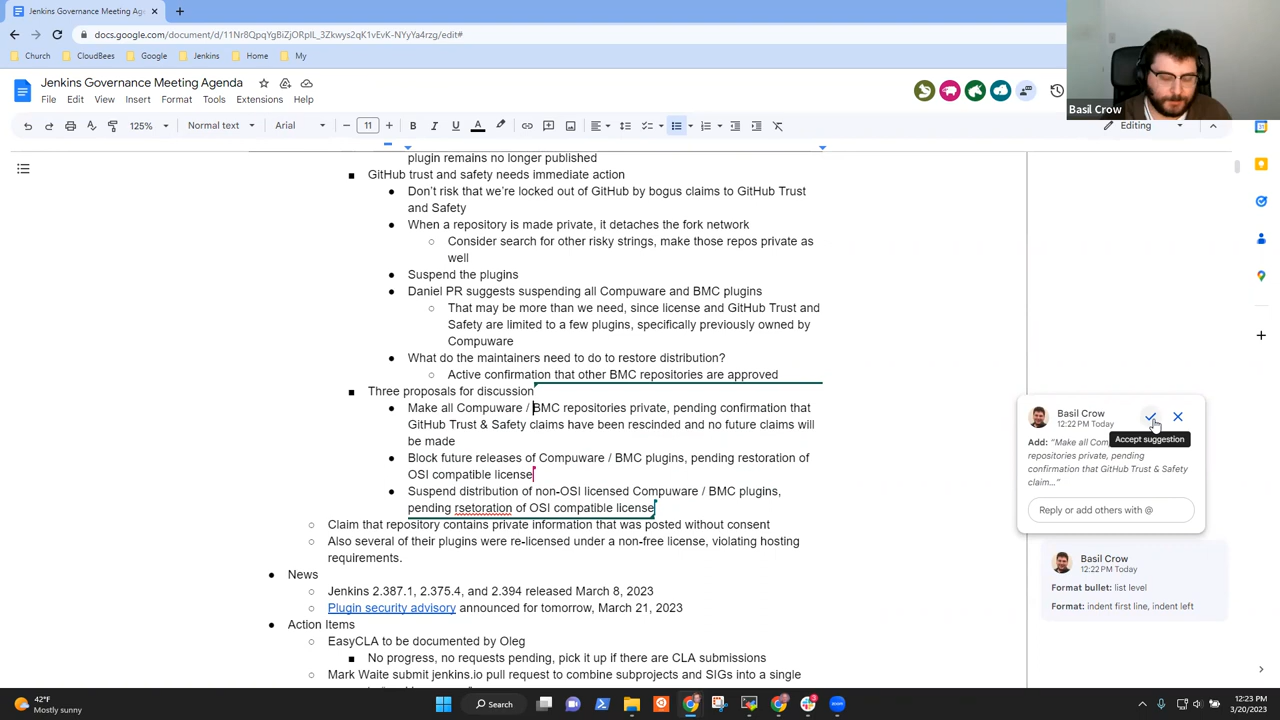 Jenkins Governance Meeting Age
docs.google.com/document/d/11Nr8QpqYgBiZjORpIL_3Zkwys2qK1vEvK-NYyYa4rzg/edit#
Church
CloudBees
Google
Jenkins
Home
My
Basil Crow
Jenkins Governance Meeting Agenda
File Edit View Insert Format Tools Extensions Help
125% Normal text Arial 11 Editing
plugin remains no longer published
GitHub trust and safety needs immediate action
Don't risk that we're locked out of GitHub by bogus claims to GitHub Trust
and Safety
When a repository is made private, it detaches the fork network
Consider search for other risky strings, make those repos private as
well
Suspend the plugins
Daniel PR suggests suspending all Compuware and BMC plugins
That may be more than we need, since license and GitHub Trust and
Safety are limited to a few plugins, specifically previously owned by
Compuware
What do the maintainers need to do to restore distribution?
Active confirmation that other BMC repositories are approved
Three proposals for discussion
Make all Compuware / BMC repositories private, pending confirmation that
GitHub Trust & Safety claims have been rescinded and no future claims will
be made
Block future releases of Compuware / BMC plugins, pending restoration of
OSI compatible license
Suspend distribution of non-OSI licensed Compuware / BMC plugins,
pending rsetoration of OSI compatible license
Claim that repository contains private information that was posted without consent
Also several of their plugins were re-licensed under a non-free license, violating hosting
requirements.
News
Jenkins 2.387.1, 2.375.4, and 2.394 released March 8, 2023
Plugin security advisory announced for tomorrow, March 21, 2023
Action Items
EasyCLA to be documented by Oleg
No progress, no requests pending, pick it up if there are CLA submissions
Mark Waite submit jenkins.io pull request to combine subprojects and SIGs into a single
Basil Crow
12:22 PM Today
Accept suggestion
Add: "Make all Com
repositories private, pending
confirmation that
GitHub Trust & Safety
claim..."
Reply or add others with @
Basil Crow
12:22 PM Today
Format bullet: list level
Format: indent first line, indent left
42°F
Mostly sunny
Search
12:23 PM
3/20/2023